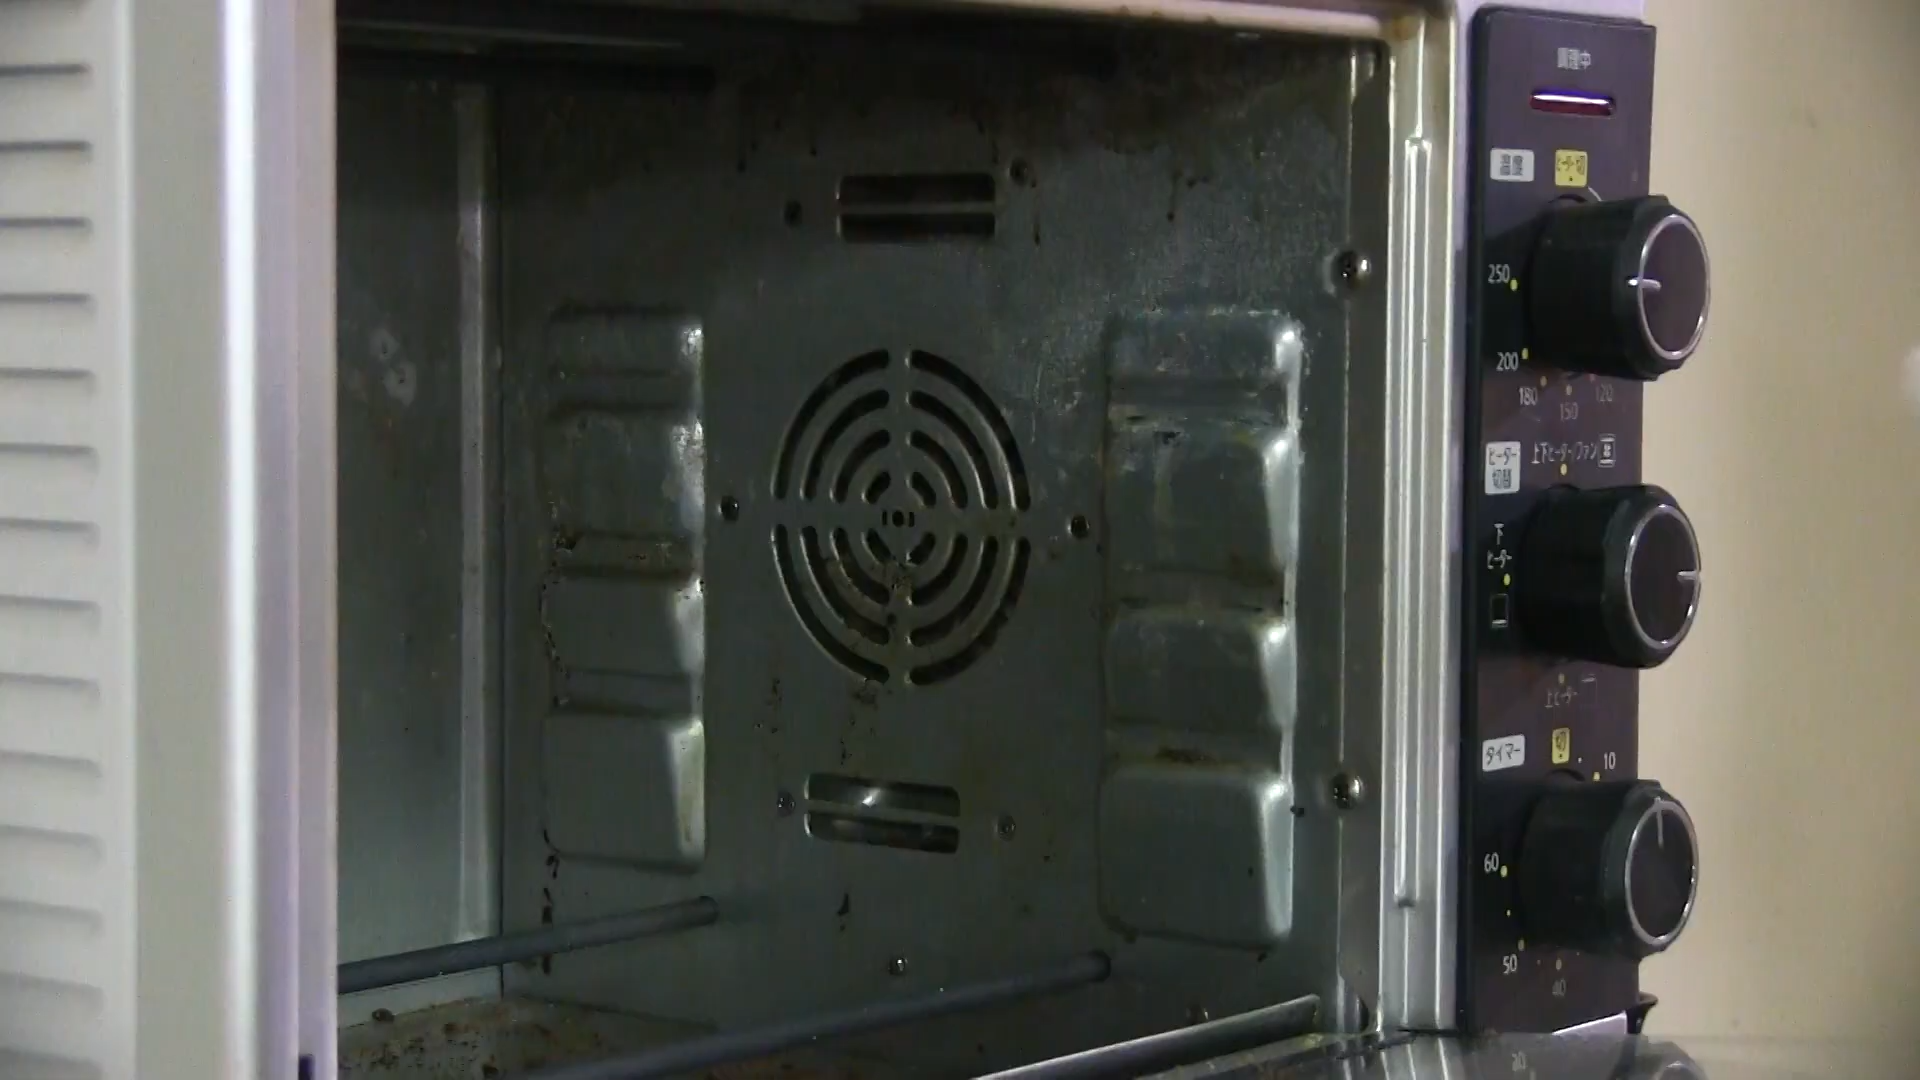 調理中
温度 ヒーター切
250
200
180 150 120
ヒーター切替
上下ヒーター/ファン
下ヒーター
上ヒーター
タイマー 切 10
60
50
40